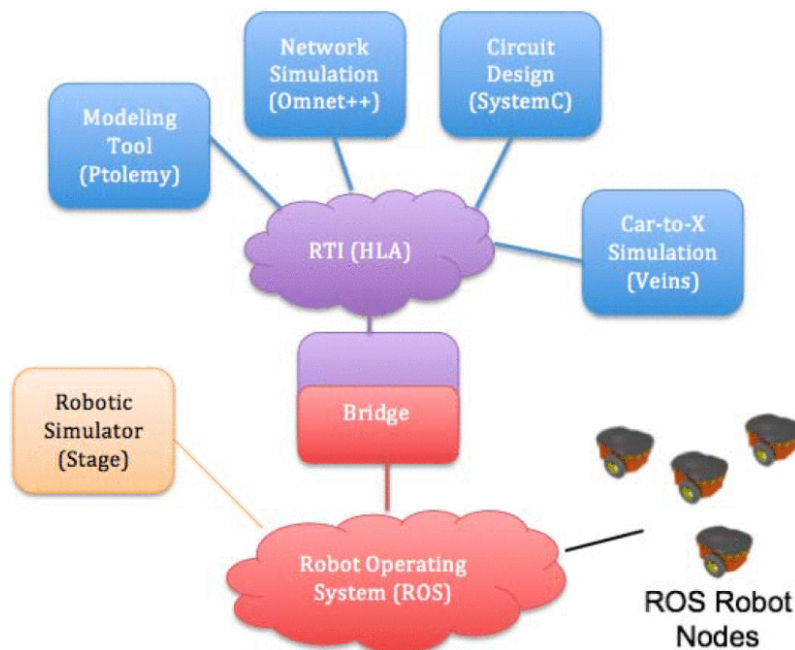 Network
Simulation
(Omnet++)
Circuit
Design
(SystemC)
Modeling
Tool
(Ptolemy)
RTI (HLA)
Car-to-X
Simulation
(Veins)
Bridge
Robotic
Simulator
(Stage)
Robot Operating
System (ROS)
ROS Robot
Nodes